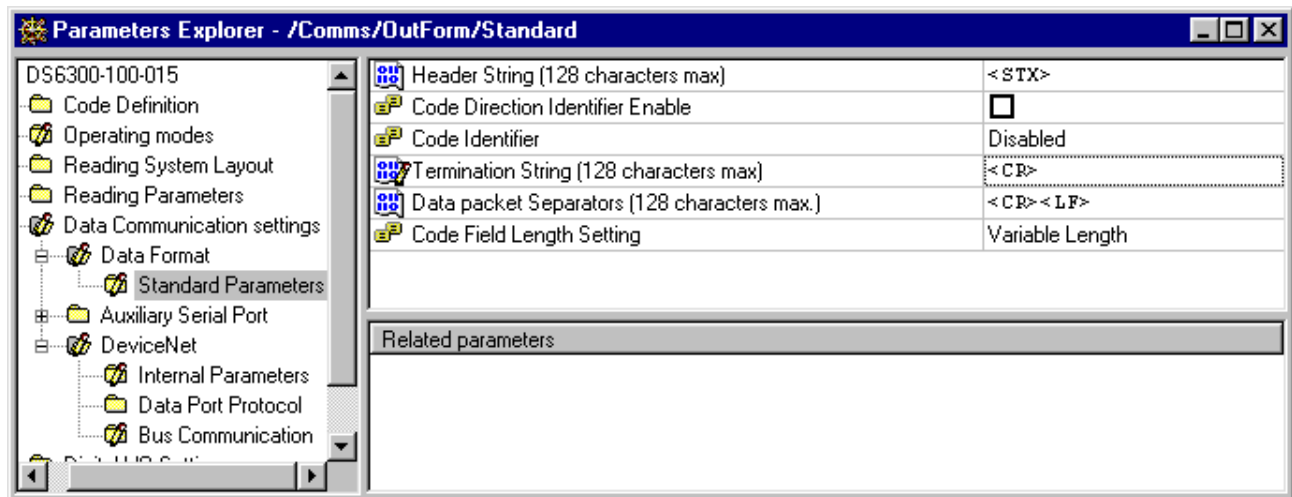 Parameters Explorer - /Comms/OutForm/Standard
DS6300-100-015
Code Definition
Operating modes
Reading System Layout
Reading Parameters
Data Communication settings
Data Format
Standard Parameters
Auxiliary Serial Port
DeviceNet
Internal Parameters
Data Port Protocol
Bus Communication
Header String (128 characters max) <STX>
Code Direction Identifier Enable
Code Identifier Disabled
Termination String (128 characters max) <CR>
Data packet Separators (128 characters max.) <CR><LF>
Code Field Length Setting Variable Length
Related parameters